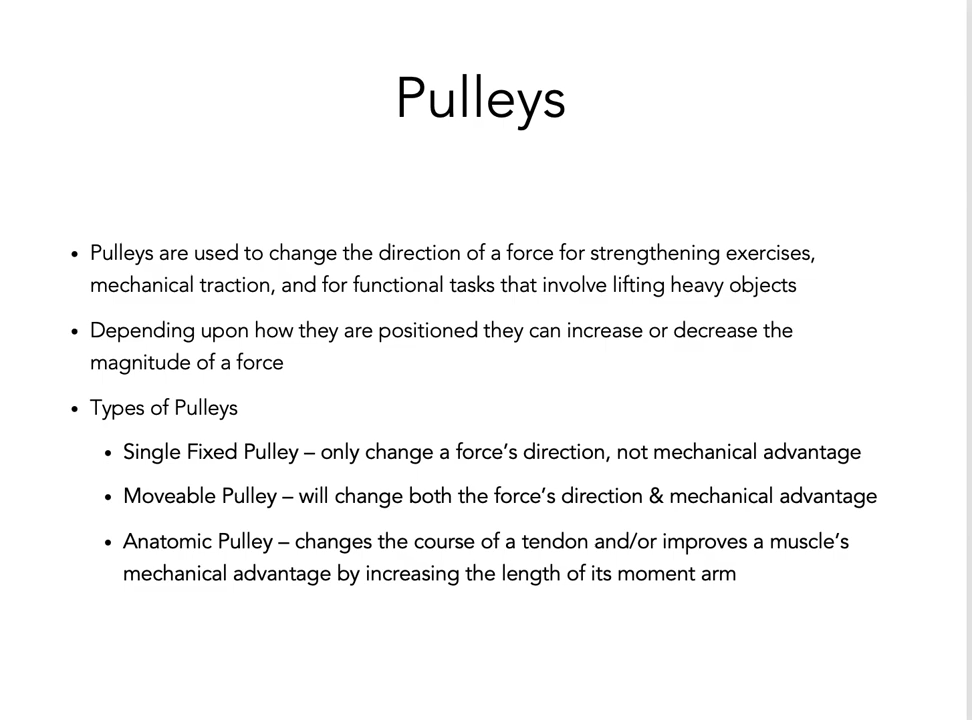 Pulleys
• Pulleys are used to change the direction of a force for strengthening exercises,
mechanical traction, and for functional tasks that involve lifting heavy objects
• Depending upon how they are positioned they can increase or decrease the
magnitude of a force
• Types of Pulleys
• Single Fixed Pulley – only change a force’s direction, not mechanical advantage
• Moveable Pulley – will change both the force’s direction & mechanical advantage
• Anatomic Pulley – changes the course of a tendon and/or improves a muscle’s
mechanical advantage by increasing the length of its moment arm